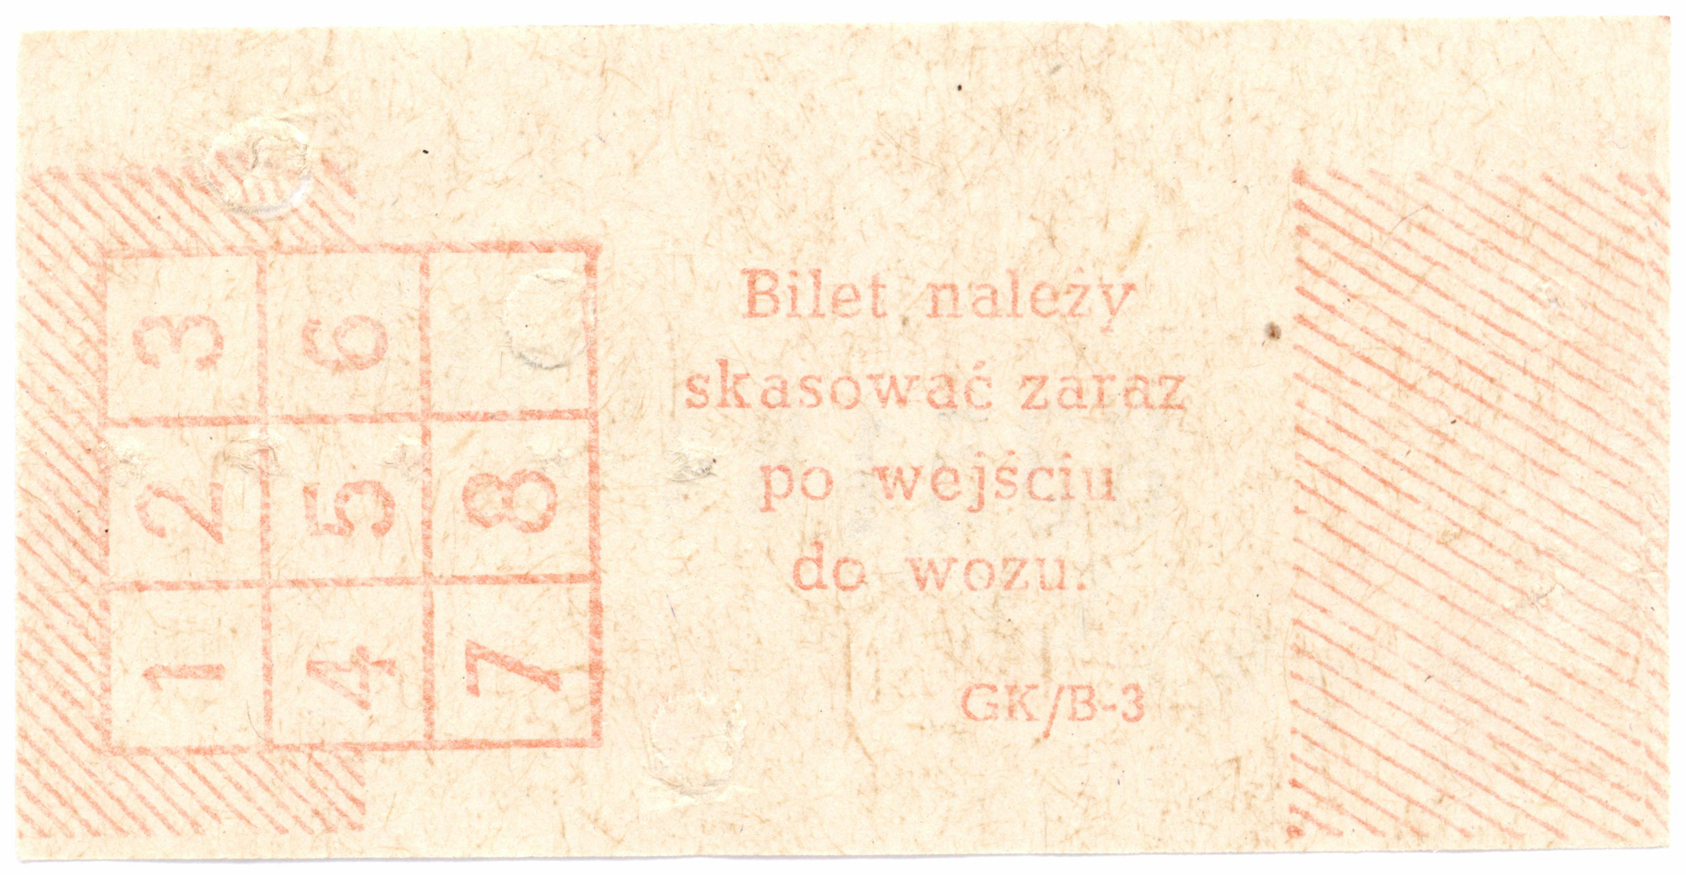 3 6
2 5 8
1 4 7
Bilet należy
skasować zaraz
po wejściu
do wozu.
GK/B-3